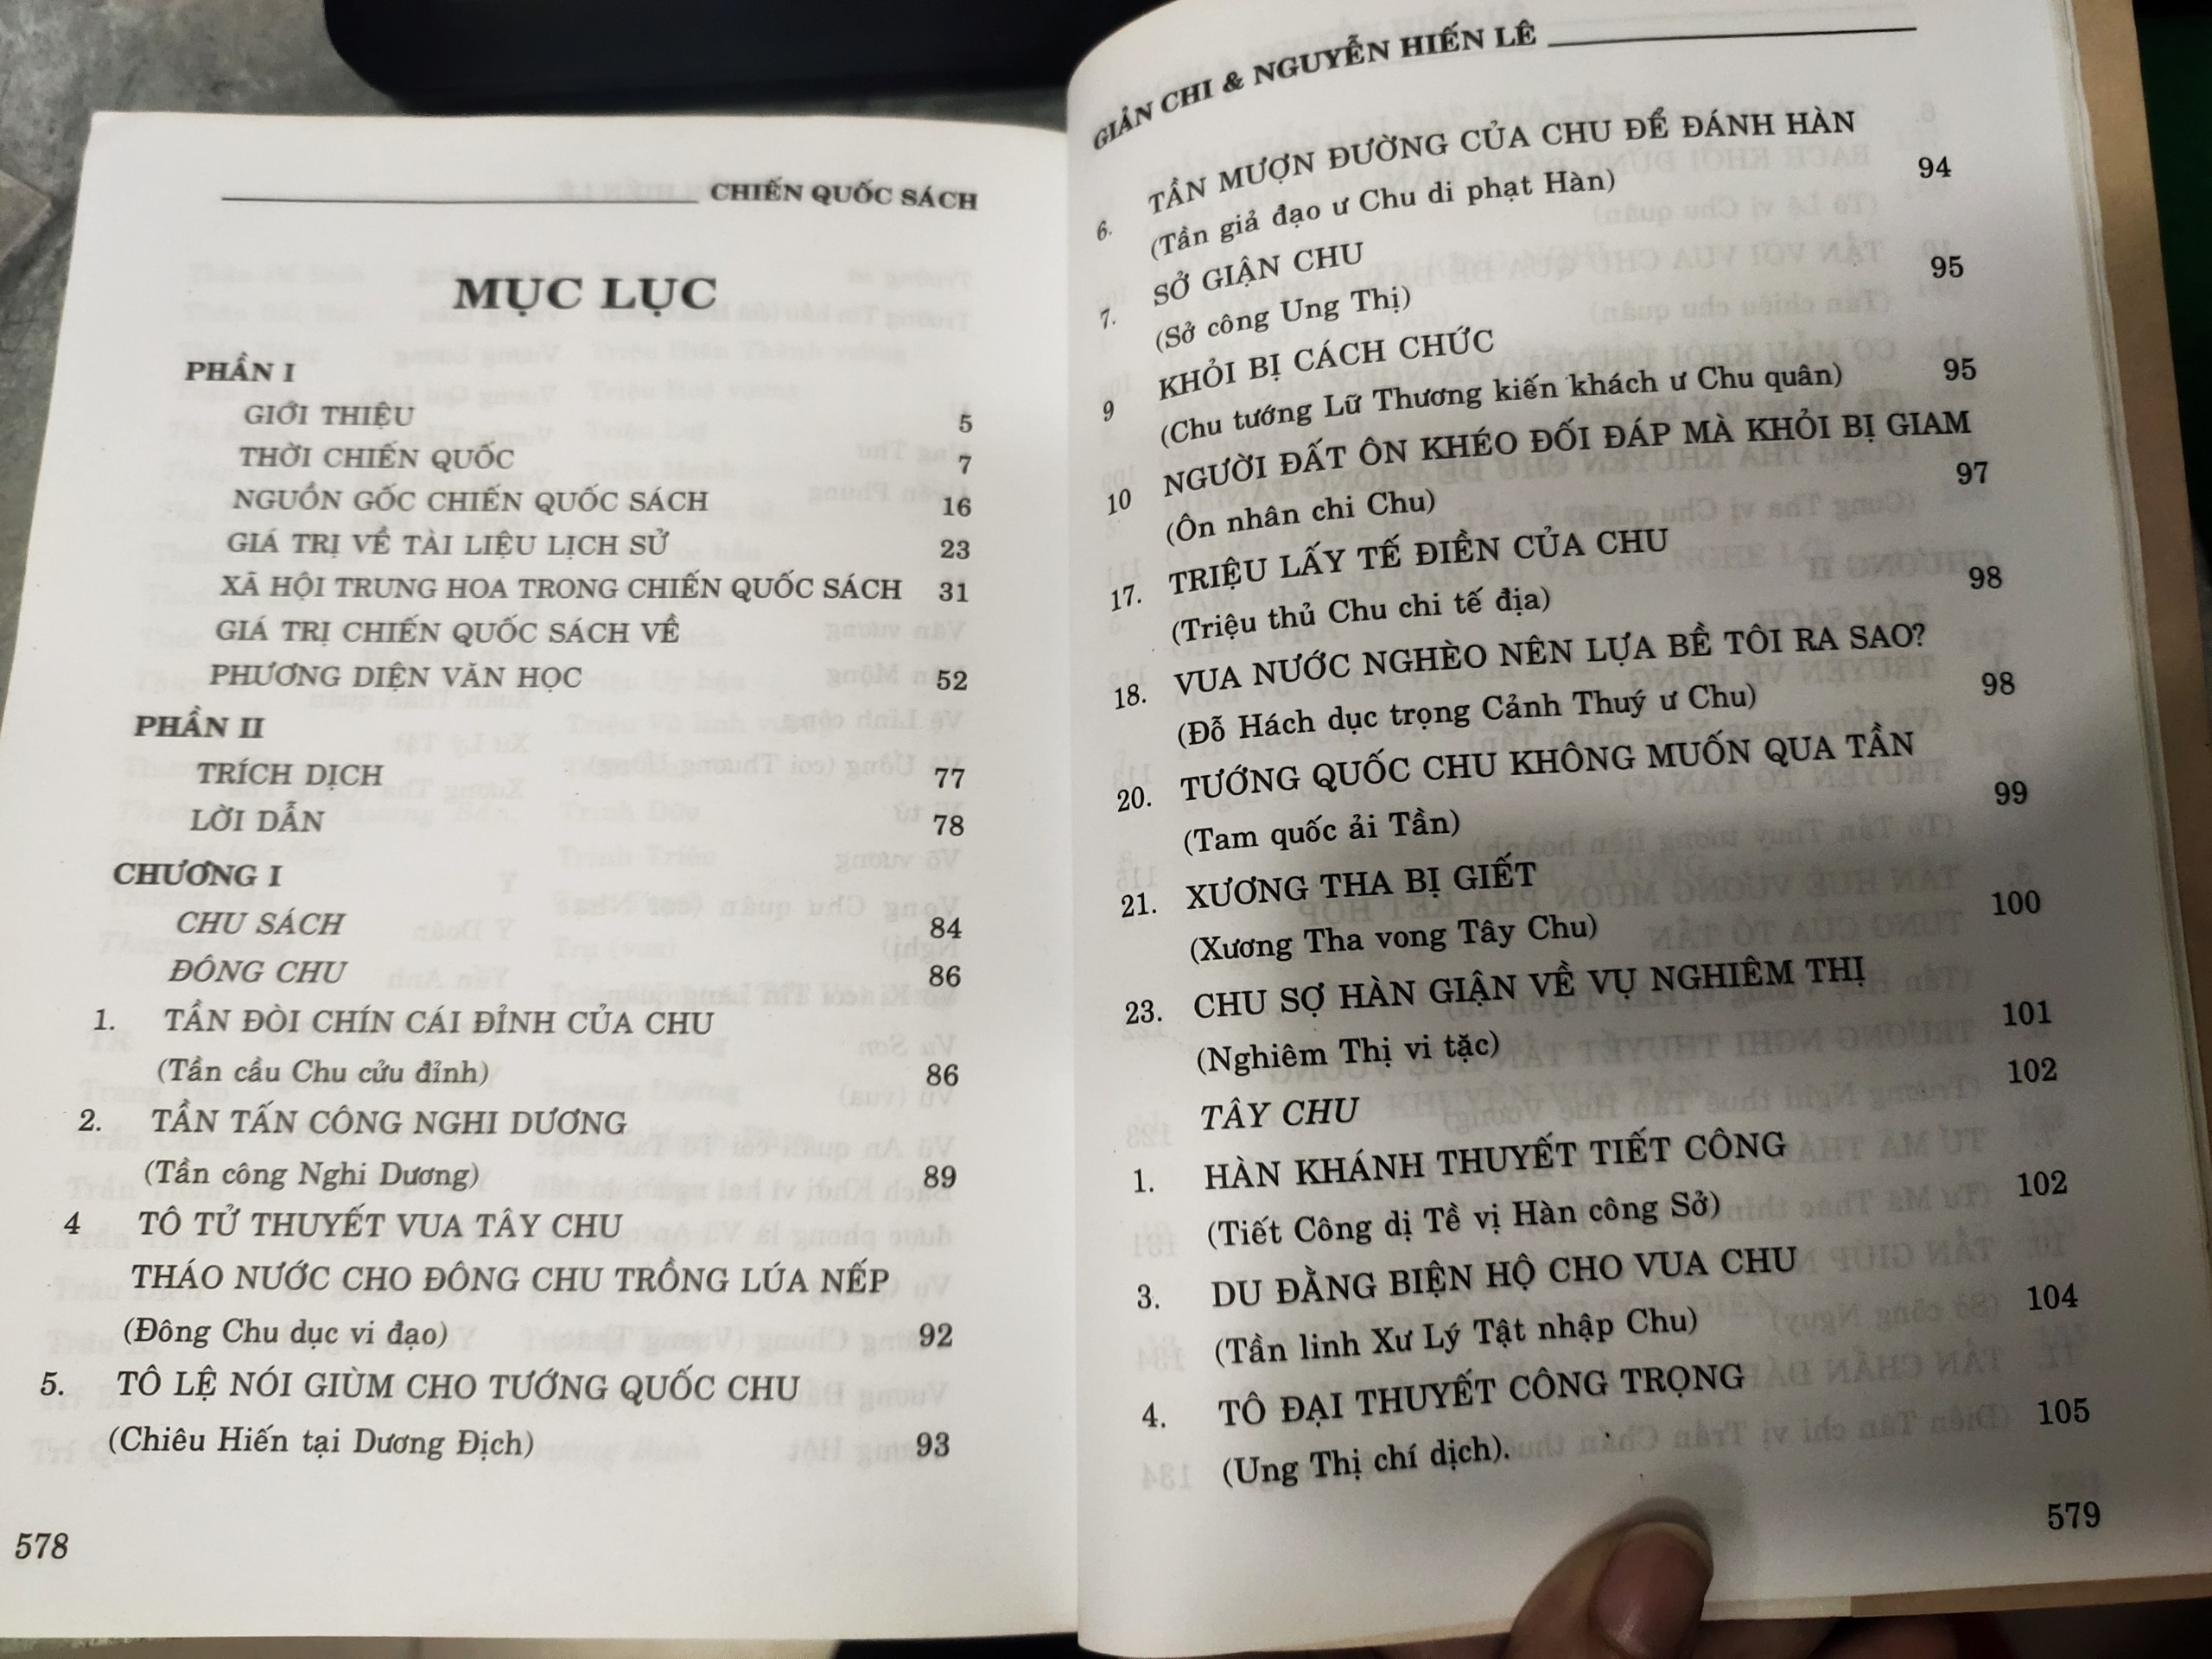 CHIẾN QUỐC SÁCH
MỤC LỤC
PHẦN I
GIỚI THIỆU 5
THỜI CHIẾN QUỐC 7
NGUỒN GỐC CHIẾN QUỐC SÁCH 16
GIÁ TRỊ VỀ TÀI LIỆU LỊCH SỬ 23
XÃ HỘI TRUNG HOA TRONG CHIẾN QUỐC SÁCH 31
GIÁ TRỊ CHIẾN QUỐC SÁCH VỀ
PHƯƠNG DIỆN VĂN HỌC 52
PHẦN II
TRÍCH DỊCH 77
LỜI DẪN 78
CHƯƠNG I
CHU SÁCH 84
ĐÔNG CHU 86
1. TẦN ĐÒI CHÍN CÁI ĐỈNH CỦA CHU
(Tần cầu Chu cửu đỉnh) 86
2. TẦN TẤN CÔNG NGHI DƯƠNG
(Tần công Nghi Dương) 89
4 TÔ TỬ THUYẾT VUA TÂY CHU
THÁO NƯỚC CHO ĐÔNG CHU TRỒNG LÚA NẾP
(Đông Chu dục vi đạo) 92
5. TÔ LỆ NÓI GIÙM CHO TƯỚNG QUỐC CHU
(Chiêu Hiến tại Dương Địch) 93
578
GIẢN CHI & NGUYỄN HIẾN LÊ
6. TẦN MƯỢN ĐƯỜNG CỦA CHU ĐỂ ĐÁNH HÀN
(Tần giả đạo ư Chu di phạt Hàn) 94
7. SỞ GIẬN CHU
(Sở công Ung Thị) 95
9 KHỎI BỊ CÁCH CHỨC
(Chu tướng Lữ Thương kiến khách ư Chu quân) 95
10 NGƯỜI ĐẤT ÔN KHÉO ĐỐI ĐÁP MÀ KHỎI BỊ GIAM
(Ôn nhân chi Chu) 97
17. TRIỆU LẤY TẾ ĐIỀN CỦA CHU
(Triệu thủ Chu chi tế địa) 98
18. VUA NƯỚC NGHÈO NÊN LỰA BỀ TÔI RA SAO?
(Đỗ Hách dục trọng Cảnh Thuý ư Chu) 98
20. TƯỚNG QUỐC CHU KHÔNG MUỐN QUA TẦN
(Tam quốc ải Tần) 99
21. XƯƠNG THA BỊ GIẾT
(Xương Tha vong Tây Chu) 100
23. CHU SỢ HÀN GIẬN VỀ VỤ NGHIÊM THỊ
(Nghiêm Thị vi tặc) 101
TÂY CHU 102
1. HÀN KHÁNH THUYẾT TIẾT CÔNG
(Tiết Công dị Tề vị Hàn công Sở) 102
3. DU ĐẰNG BIỆN HỘ CHO VUA CHU
(Tần linh Xư Lý Tật nhập Chu) 104
4. TÔ ĐẠI THUYẾT CÔNG TRỌNG
(Ung Thị chí dịch). 105
579